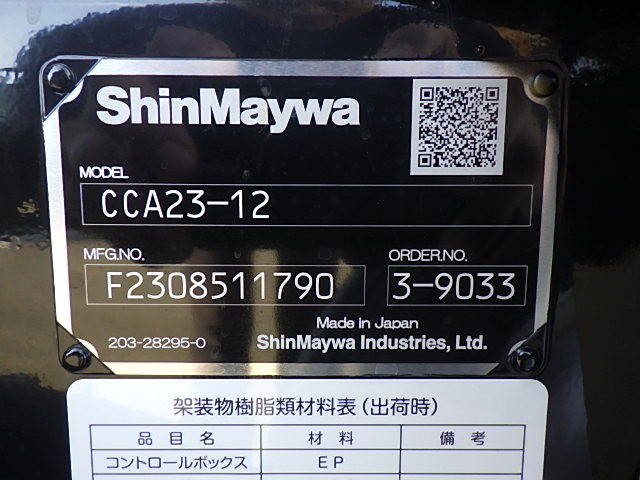 ShinMaywa
MODEL
CCA23-12
MFG.NO. ORDER.NO.
F2308511790 3-9033
Made in Japan
203-28295-0 ShinMaywa Industries, Ltd.
架装物樹脂類材料表(出荷時)
品目名 材料 備考
コントロールボックス EP